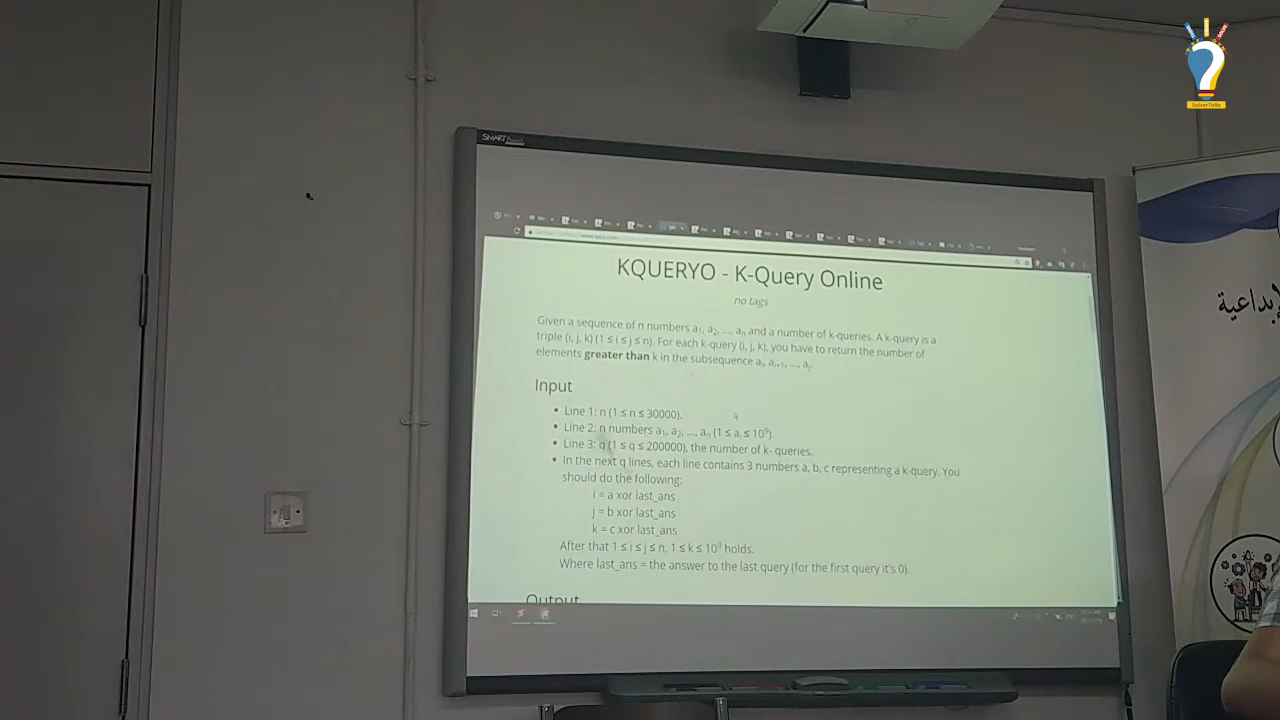 SolverToBe
SMART
KQUERYO - K-Query Online
no tags
Given a sequence of n numbers a₁, a₂, ..., aₙ and a number of k-queries. A k-query is a
triple (i, j, k) (1 ≤ i ≤ j ≤ n). For each k-query (i, j, k), you have to return the number of
elements greater than k in the subsequence aᵢ, aᵢ₊₁, ..., aⱼ.
Input
• Line 1: n (1 ≤ n ≤ 30000).
• Line 2: n numbers a₁, a₂, ..., aₙ (1 ≤ aᵢ ≤ 10⁹).
• Line 3: q (1 ≤ q ≤ 200000), the number of k- queries.
• In the next q lines, each line contains 3 numbers a, b, c representing a k-query. You
should do the following:
i = a xor last_ans
j = b xor last_ans
k = c xor last_ans
After that 1 ≤ i ≤ j ≤ n, 1 ≤ k ≤ 10⁹ holds.
Where last_ans = the answer to the last query (for the first query it's 0).
Output
الإبداعية